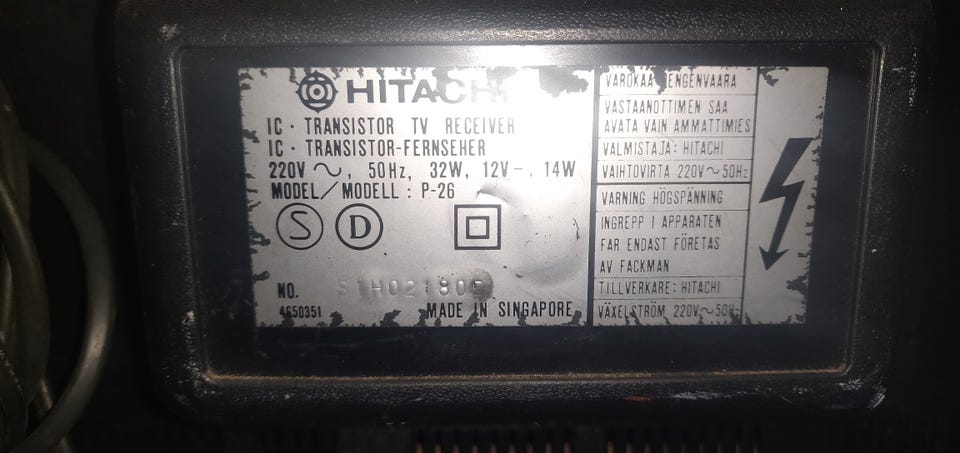 HITACHI
IC · TRANSISTOR TV RECEIVER
IC · TRANSISTOR-FERNSEHER
220V ~, 50Hz, 32W, 12V ⎓, 14W
MODEL/MODELL : P-26
S D
NO.
4650351 MADE IN SINGAPORE
VAROKAA HENGENVAARA
VASTAANOTTIMEN SAA
AVATA VAIN AMMATTIMIES
VALMISTAJA: HITACHI
VAIHTOVIRTA 220V~50Hz
VARNING HÖGSPÄNNING
INGREPP I APPARATEN
FAR ENDAST FÖRETAS
AV FACKMAN
TILLVERKARE: HITACHI
VÄXELSTRÖM 220V~50Hz